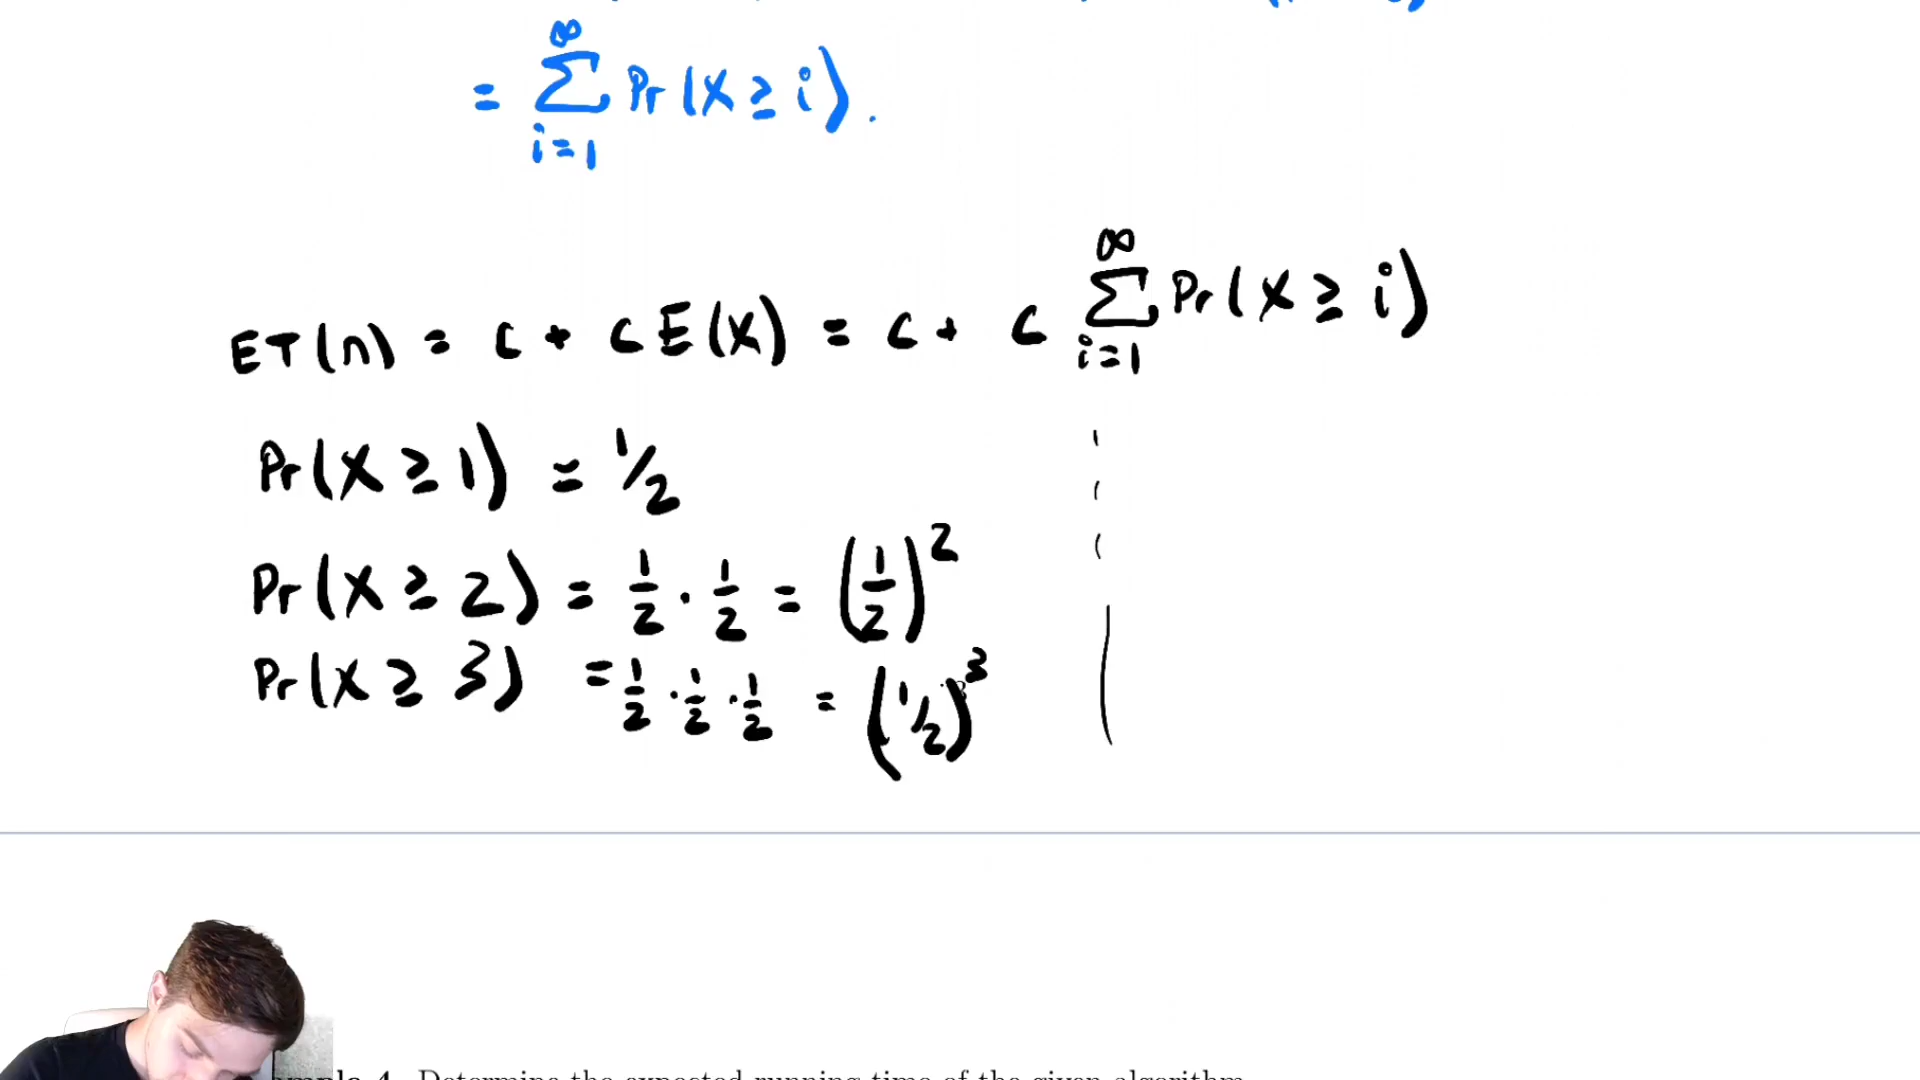 = ∞∑i=1 Pr(X ≥ i).
ET(n) = c + c E(X) = c + c ∞∑i=1 Pr(X ≥ i)
Pr(X ≥ 1) = 1/2
Pr(X ≥ 2) = 1/2 · 1/2 = (1/2)^2
Pr(X ≥ 3) = 1/2 · 1/2 · 1/2 = (1/2)^3
4. Determine the expected running time of the given algorithm